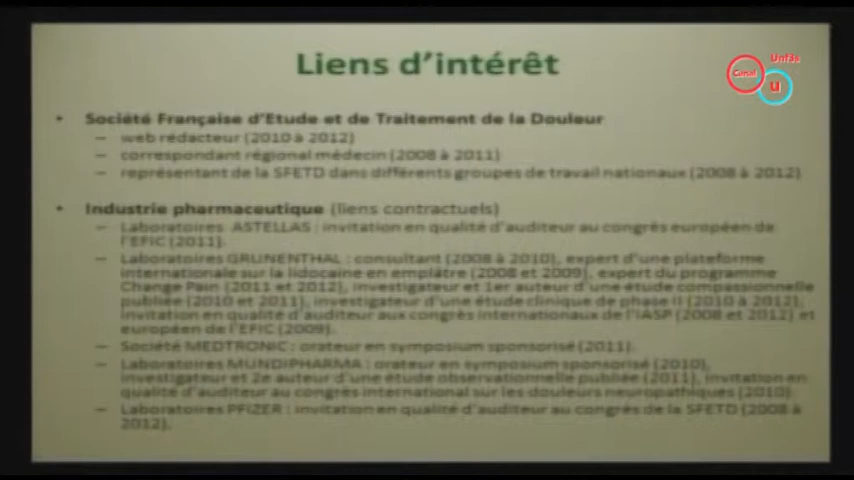 Liens d'intérêt
Canal
u
Unf3s
• Société Française d'Etude et de Traitement de la Douleur
– web rédacteur (2010 à 2012)
– correspondant régional médecin (2008 à 2011)
– représentant de la SFETD dans différents groupes de travail nationaux (2008 à 2012)
• Industrie pharmaceutique (liens contractuels)
– Laboratoires ASTELLAS : invitation en qualité d'auditeur au congrès européen de
l'EFIC (2011).
– Laboratoires GRUNENTHAL : consultant (2008 à 2010), expert d'une plateforme
internationale sur la lidocaine en emplâtre (2008 et 2009), expert du programme
Change Pain (2011 et 2012), investigateur et 1er auteur d'une étude compassionnelle
publiée (2010 et 2011), investigateur d'une étude clinique de phase II (2010 à 2012),
invitation en qualité d'auditeur aux congrès internationaux de l'IASP (2008 et 2012) et
européen de l'EFIC (2009).
– Société MEDTRONIC : orateur en symposium sponsorisé (2011).
– Laboratoires MUNDIPHARMA : orateur en symposium sponsorisé (2010),
investigateur et 2e auteur d'une étude observationnelle publiée (2011), invitation en
qualité d'auditeur au congrès international sur les douleurs neuropathiques (2010).
– Laboratoires PFIZER : invitation en qualité d'auditeur au congrès de la SFETD (2008 à
2012).